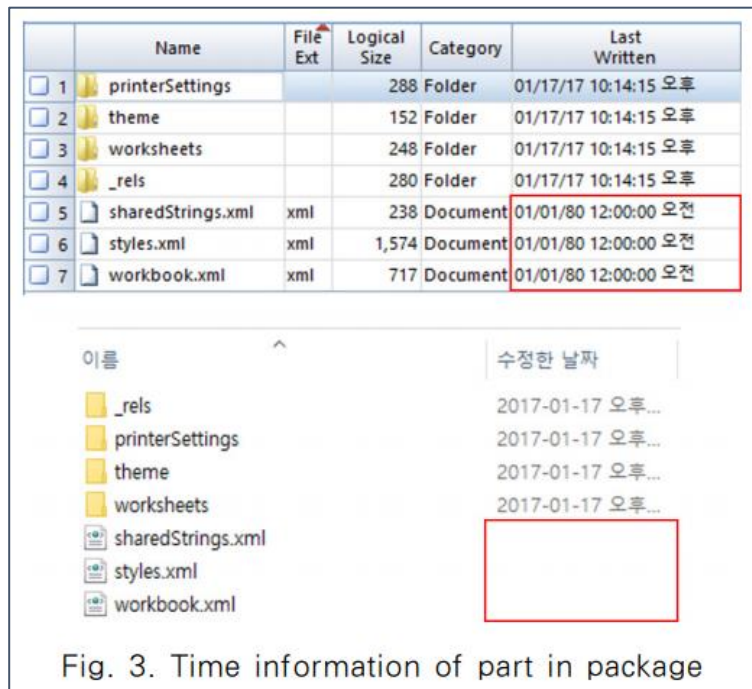 Name File Ext Logical Size Category Last Written
1 printerSettings 288 Folder 01/17/17 10:14:15 오후
2 theme 152 Folder 01/17/17 10:14:15 오후
3 worksheets 248 Folder 01/17/17 10:14:15 오후
4 _rels 280 Folder 01/17/17 10:14:15 오후
5 sharedStrings.xml xml 238 Document 01/01/80 12:00:00 오전
6 styles.xml xml 1,574 Document 01/01/80 12:00:00 오전
7 workbook.xml xml 717 Document 01/01/80 12:00:00 오전
이름 수정한 날짜
_rels 2017-01-17 오후...
printerSettings 2017-01-17 오후...
theme 2017-01-17 오후...
worksheets 2017-01-17 오후...
sharedStrings.xml
styles.xml
workbook.xml
Fig. 3. Time information of part in package